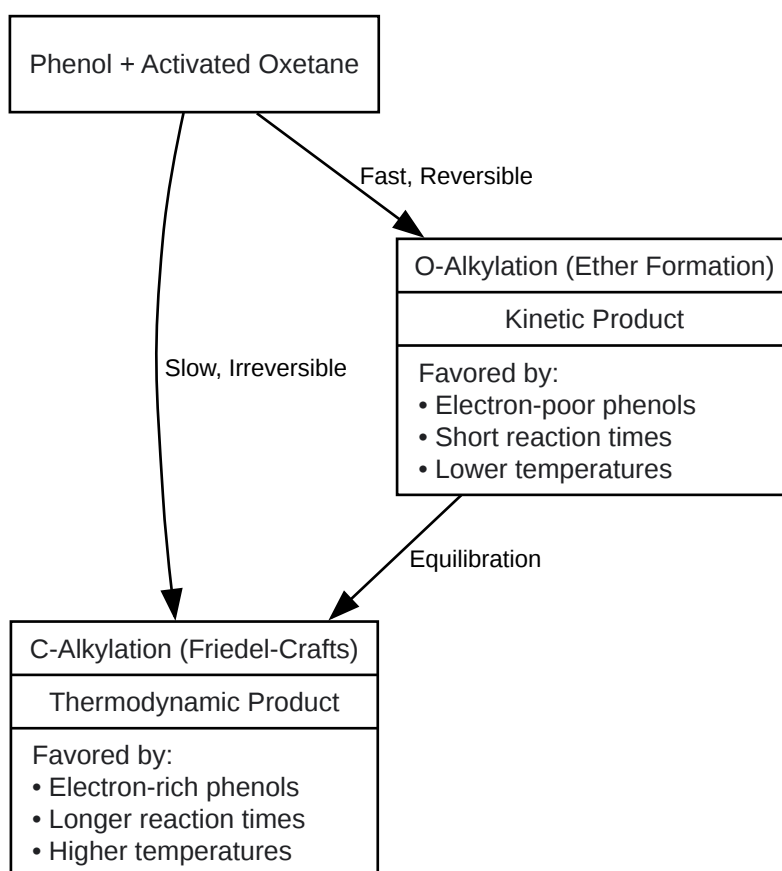 Phenol + Activated Oxetane
Fast, Reversible
O-Alkylation (Ether Formation)
Kinetic Product
Favored by:
• Electron-poor phenols
• Short reaction times
• Lower temperatures
Slow, Irreversible
Equilibration
C-Alkylation (Friedel-Crafts)
Thermodynamic Product
Favored by:
• Electron-rich phenols
• Longer reaction times
• Higher temperatures